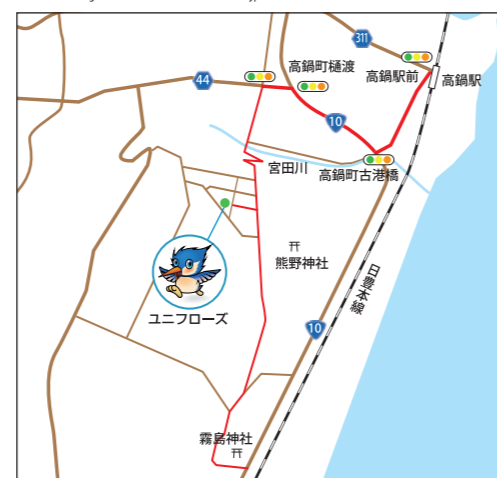 311
高鍋町樋渡
高鍋駅前
高鍋駅
44
10
宮田川
高鍋町古港橋
熊野神社
日豊本線
ユニフローズ
10
霧島神社